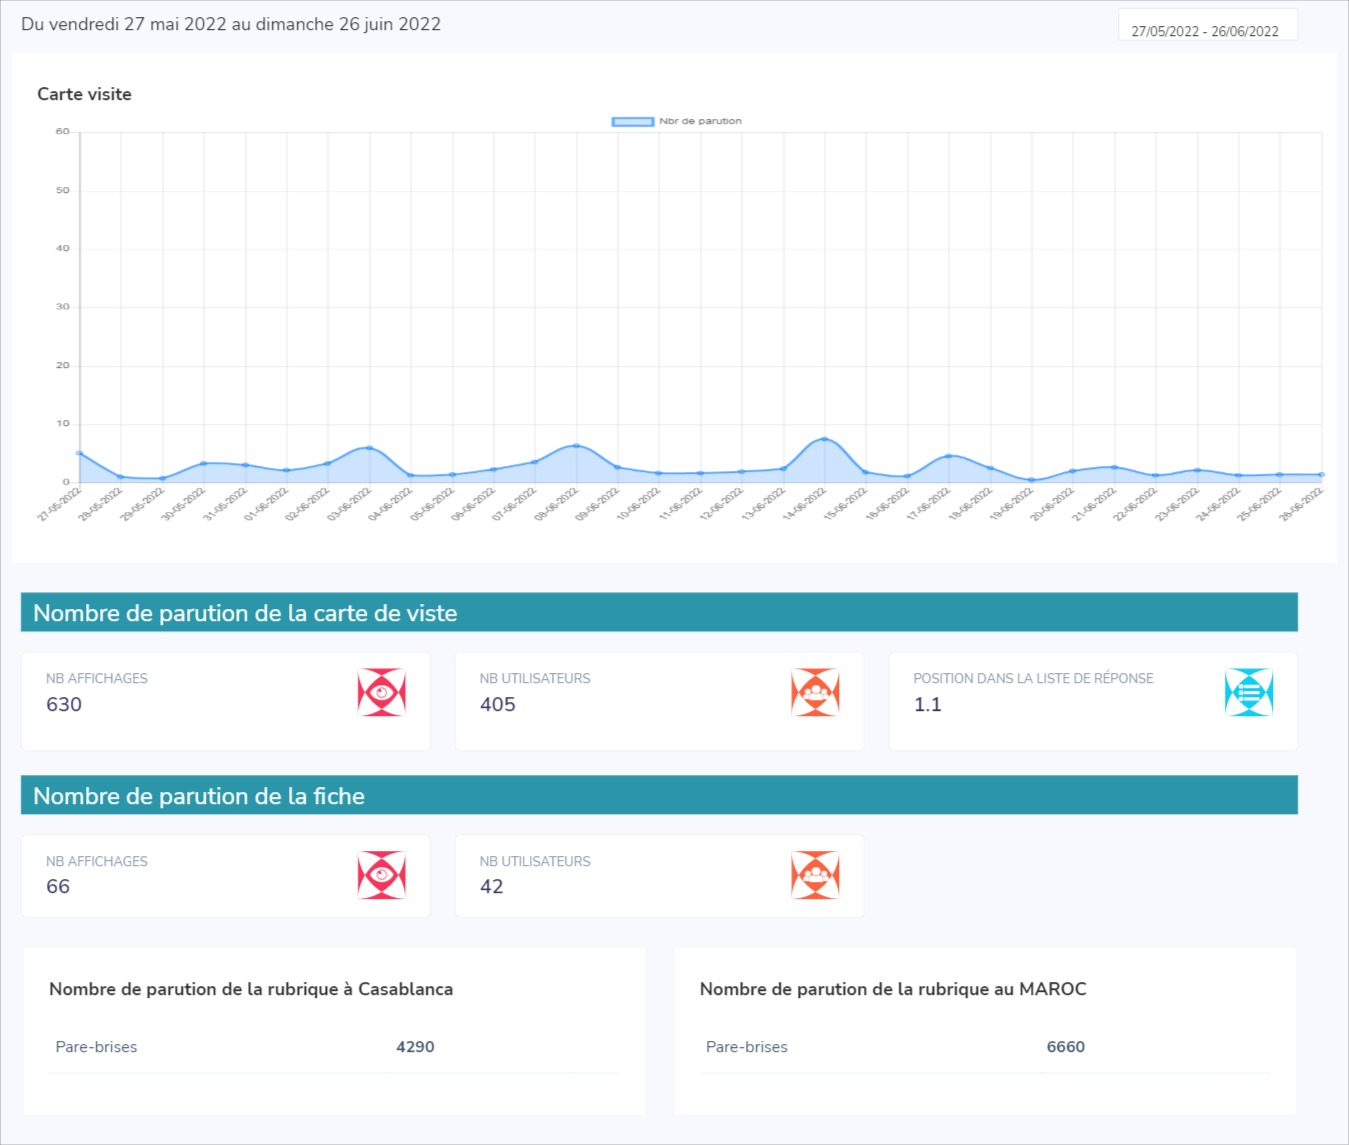 Du vendredi 27 mai 2022 au dimanche 26 juin 2022
27/05/2022 - 26/06/2022
Carte visite
Nbr de parution
60
50
40
30
20
10
0
27-05-2022
28-05-2022
29-05-2022
30-05-2022
31-05-2022
01-06-2022
02-06-2022
03-06-2022
04-06-2022
05-06-2022
06-06-2022
07-06-2022
08-06-2022
09-06-2022
10-06-2022
11-06-2022
12-06-2022
13-06-2022
14-06-2022
15-06-2022
16-06-2022
17-06-2022
18-06-2022
19-06-2022
20-06-2022
21-06-2022
22-06-2022
23-06-2022
24-06-2022
25-06-2022
26-06-2022
Nombre de parution de la carte de viste
NB AFFICHAGES
630
NB UTILISATEURS
405
POSITION DANS LA LISTE DE RÉPONSE
1.1
Nombre de parution de la fiche
NB AFFICHAGES
66
NB UTILISATEURS
42
Nombre de parution de la rubrique à Casablanca
Pare-brises 4290
Nombre de parution de la rubrique au MAROC
Pare-brises 6660